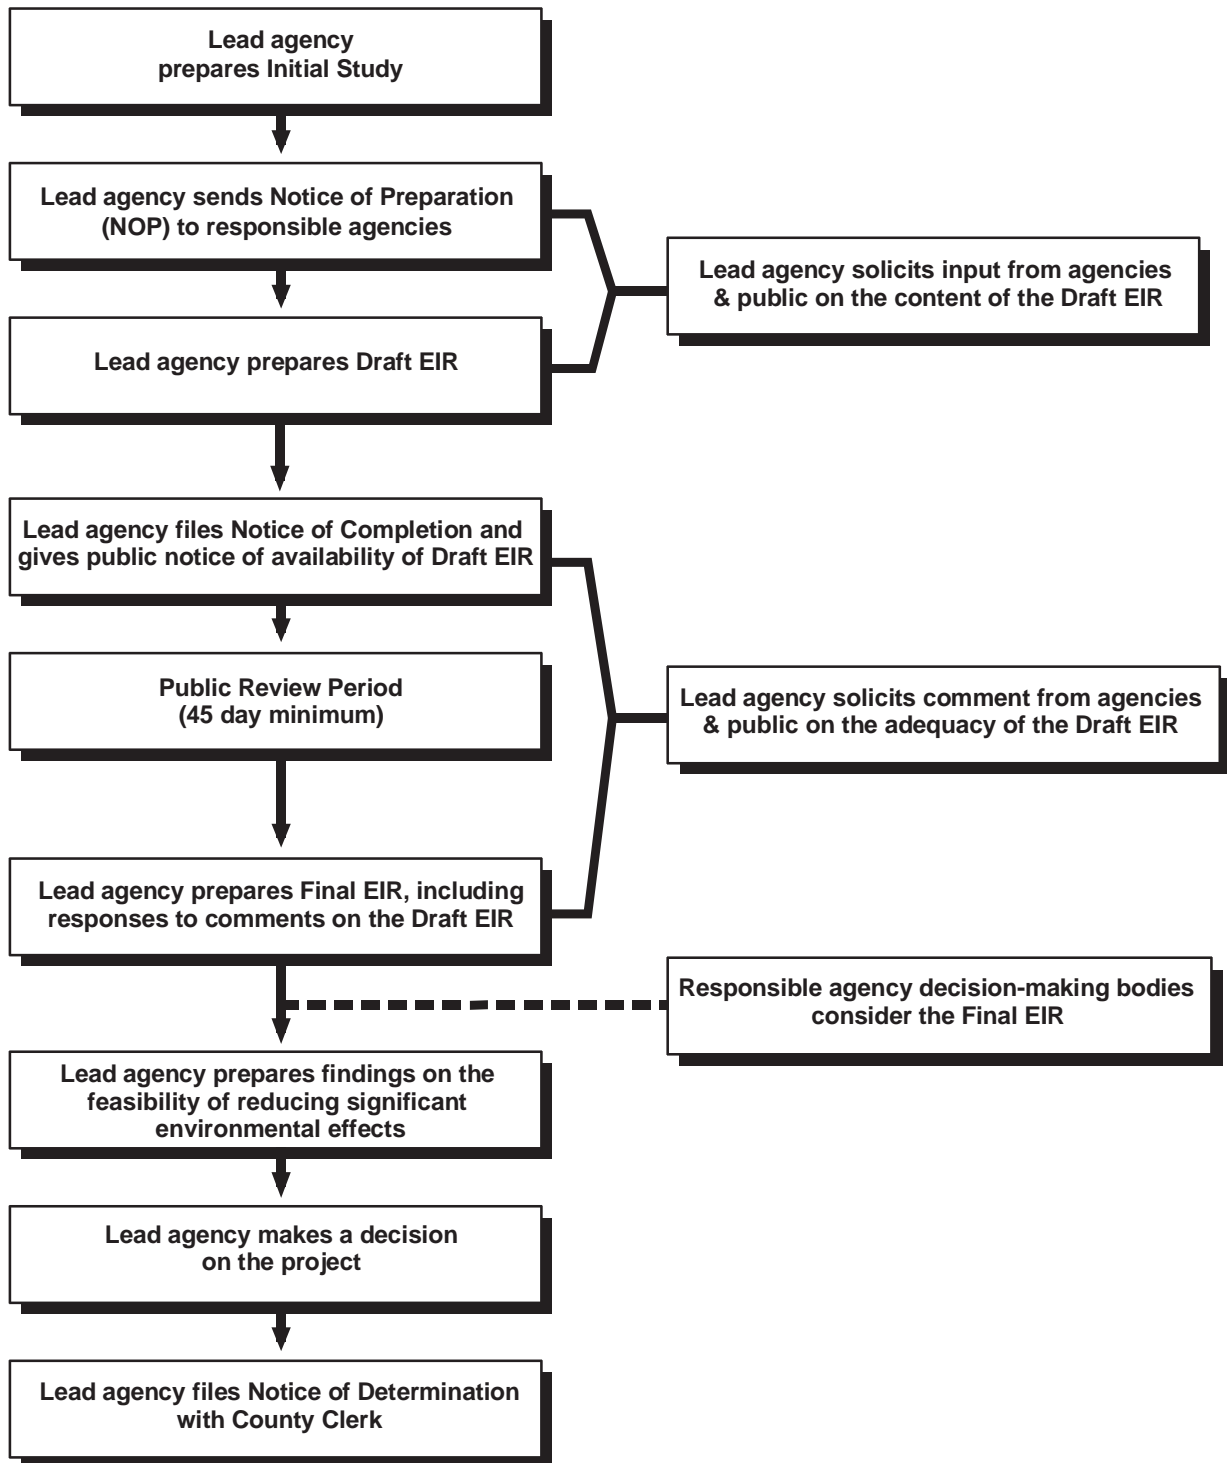 Lead agency
prepares Initial Study
Lead agency sends Notice of Preparation
(NOP) to responsible agencies
Lead agency solicits input from agencies
& public on the content of the Draft EIR
Lead agency prepares Draft EIR
Lead agency files Notice of Completion and
gives public notice of availability of Draft EIR
Public Review Period
(45 day minimum)
Lead agency solicits comment from agencies
& public on the adequacy of the Draft EIR
Lead agency prepares Final EIR, including
responses to comments on the Draft EIR
Responsible agency decision-making bodies
consider the Final EIR
Lead agency prepares findings on the
feasibility of reducing significant
environmental effects
Lead agency makes a decision
on the project
Lead agency files Notice of Determination
with County Clerk